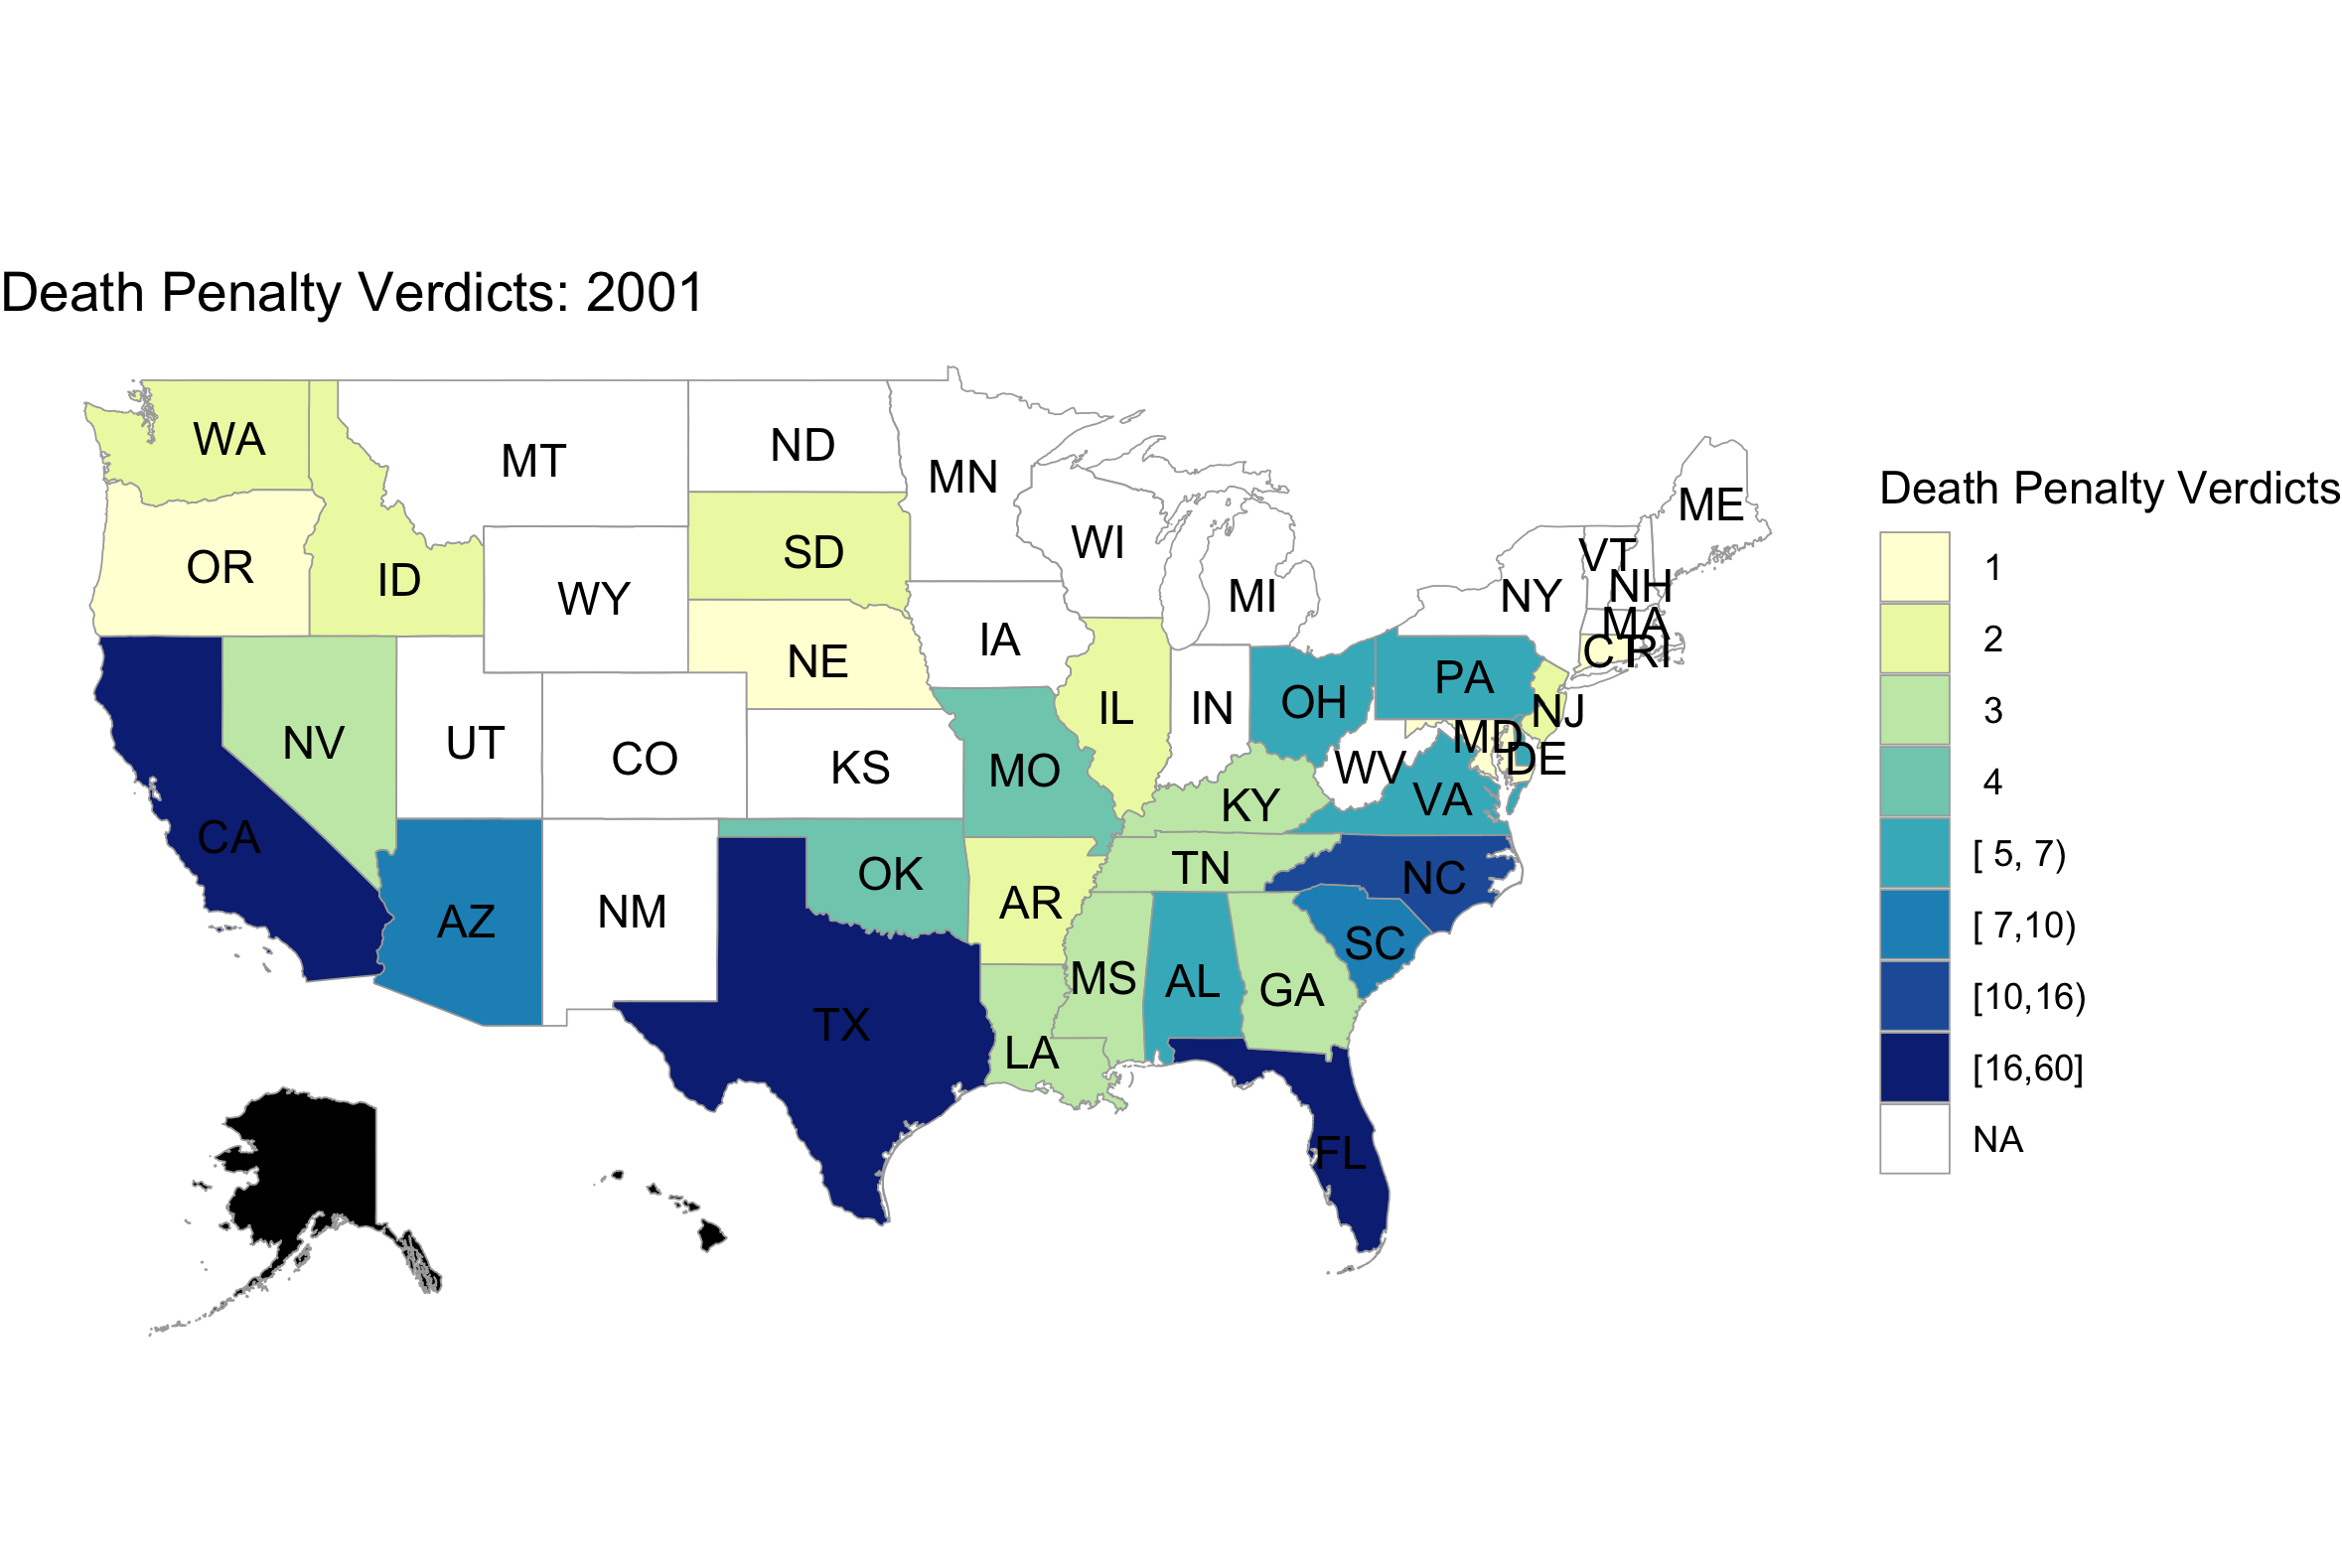 Death Penalty Verdicts: 2001
WA
MT
ND
MN
ME
OR
ID
SD
WI
VT
WY
MI
NY
NH
NE
IA
MA
CT
RI
NV
UT
CO
KS
IL
IN
OH
PA
NJ
MD
DE
MO
WV
KY
VA
CA
AZ
NM
OK
AR
TN
NC
SC
MS
AL
GA
TX
LA
FL
Death Penalty Verdicts
1
2
3
4
[ 5, 7)
[ 7,10)
[10,16)
[16,60]
NA